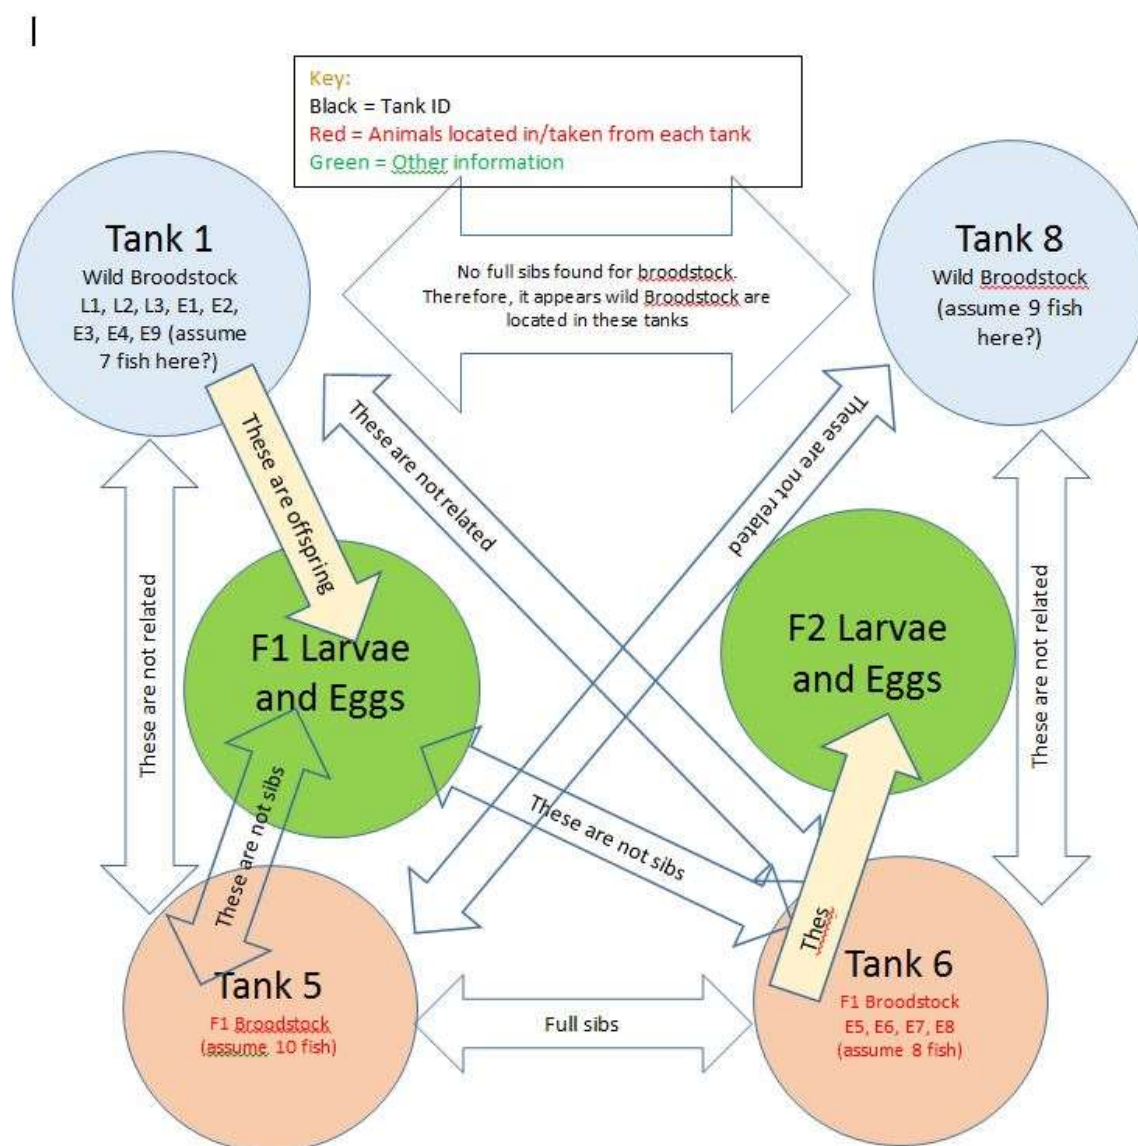 Key:
Black = Tank ID
Red = Animals located in/taken from each tank
Green = Other information
Tank 1
Wild Broodstock
L1, L2, L3, E1, E2,
E3, E4, E9 (assume
7 fish here?)
No full sibs found for broodstock.
Therefore, it appears wild Broodstock are
located in these tanks
Tank 8
Wild Broodstock
(assume 9 fish
here?)
These are offspring
These are not related
These are not related
These are not related
These are not related
F1 Larvae
and Eggs
F2 Larvae
and Eggs
These are not sibs
These are not sibs
Thes
Tank 5
F1 Broodstock
(assume 10 fish)
Full sibs
Tank 6
F1 Broodstock
E5, E6, E7, E8
(assume 8 fish)